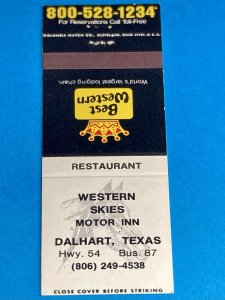 800-528-1234
For Reservations Call Toll-Free
World's largest lodging chain.
Best
Western
RESTAURANT
WESTERN
SKIES
MOTOR INN
DALHART, TEXAS
Hwy. 54 Bus. 87
(806) 249-4538
CLOSE COVER BEFORE STRIKING